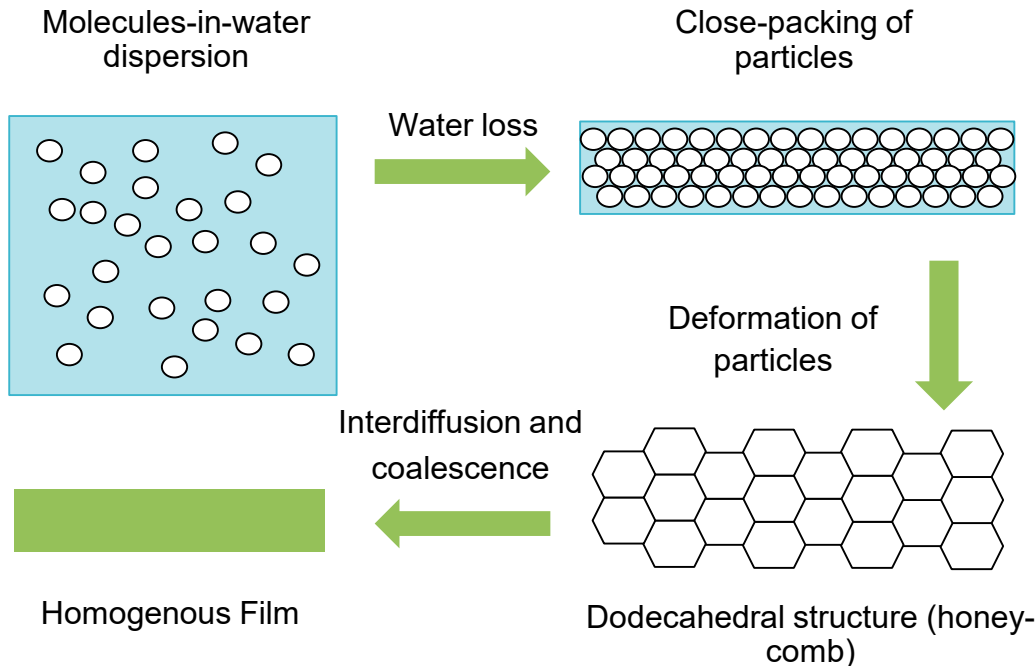 Molecules-in-water
dispersion
Water loss
Close-packing of
particles
Deformation of
particles
Dodecahedral structure (honey-
comb)
Interdiffusion and
coalescence
Homogenous Film